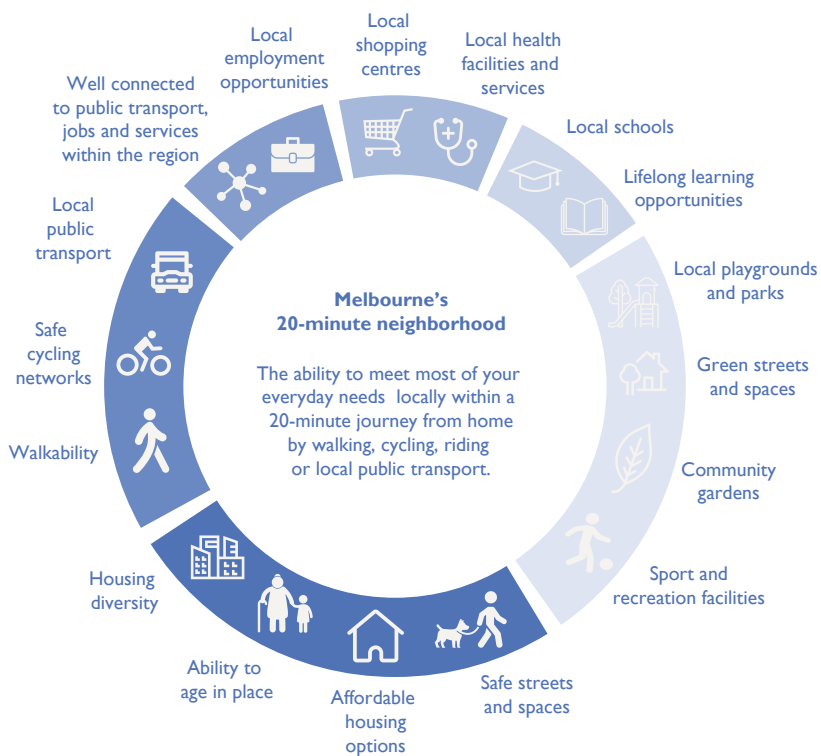 Local
employment
opportunities
Local
shopping
centres
Local health
facilities and
services
Local schools
Lifelong learning
opportunities
Local playgrounds
and parks
Green streets
and spaces
Community
gardens
Sport and
recreation facilities
Safe streets
and spaces
Affordable
housing
options
Ability to
age in place
Housing
diversity
Walkability
Safe
cycling
networks
Local
public
transport
Well connected
to public transport,
jobs and services
within the region
Melbourne's
20-minute neighborhood
The ability to meet most of your
everyday needs locally within a
20-minute journey from home
by walking, cycling, riding
or local public transport.